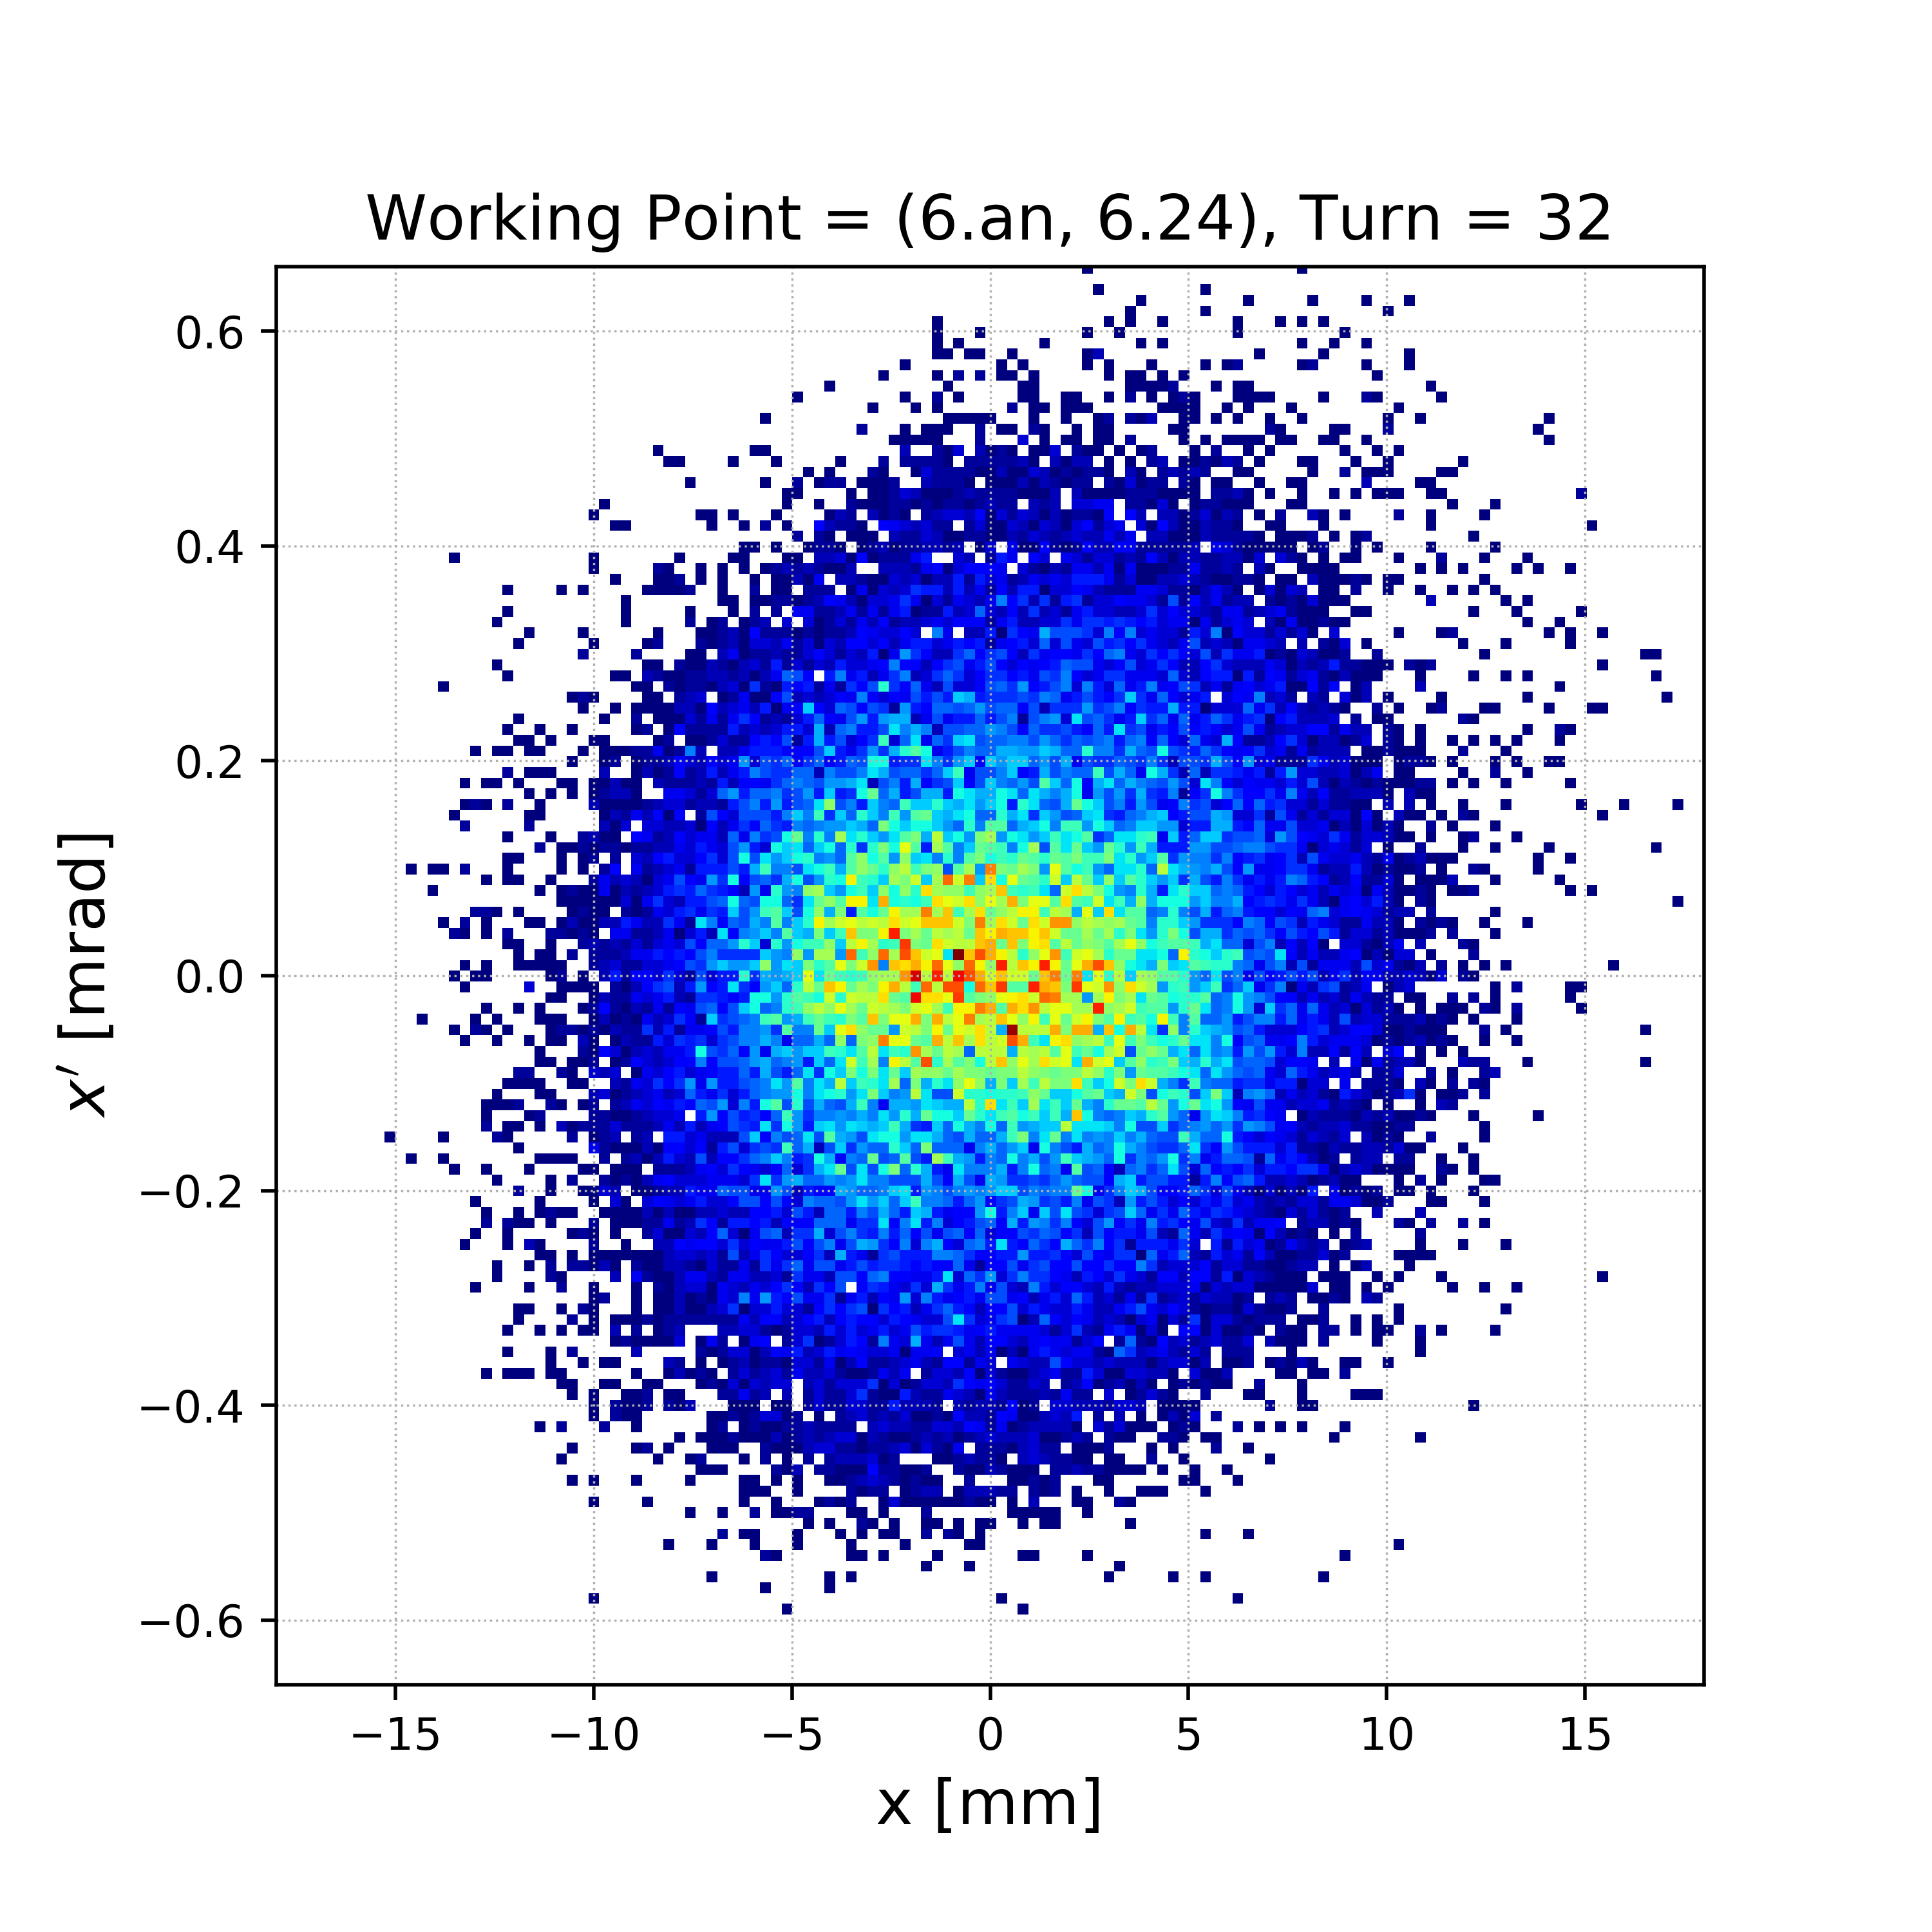 Working Point = (6.an, 6.24), Turn = 32
0.6
0.4
0.2
0.0
−0.2
−0.4
−0.6
x′ [mrad]
−15 −10 −5 0 5 10 15
x [mm]